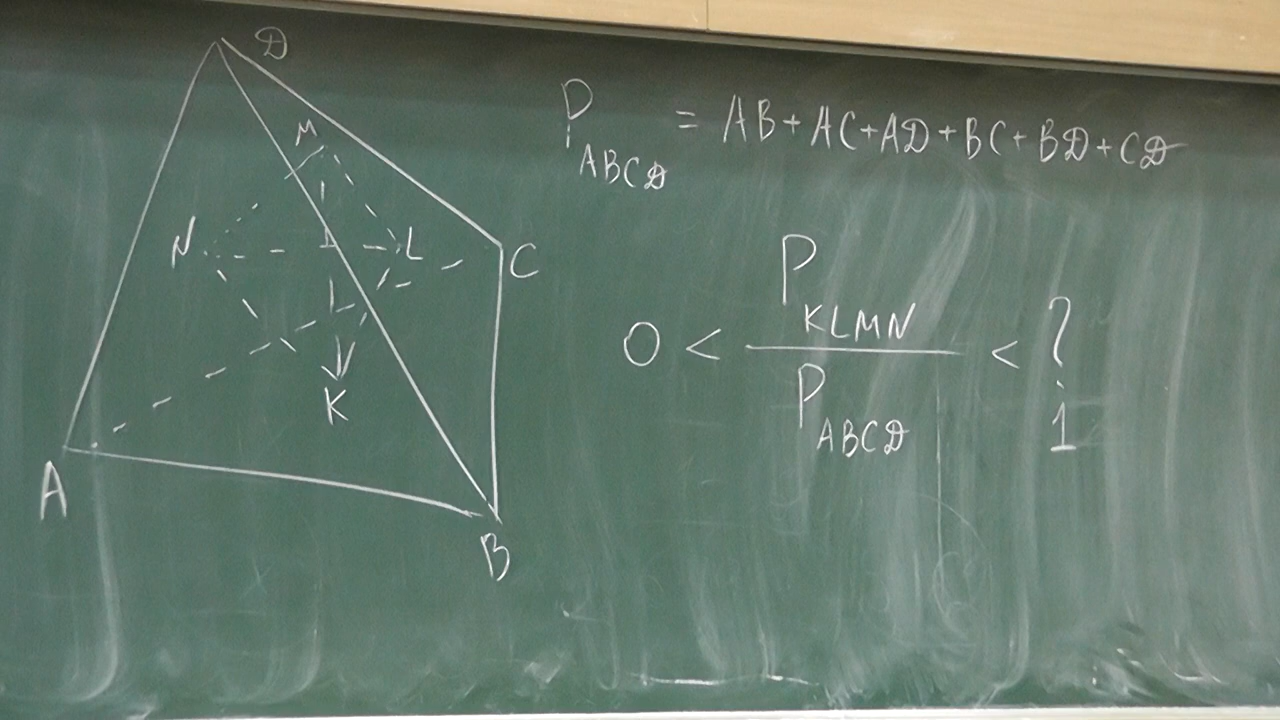 D
M
N
L
C
K
A
B
P_ABCD = AB+AC+AD+BC+BD+CD
0 < P_KLMN / P_ABCD < ?
1